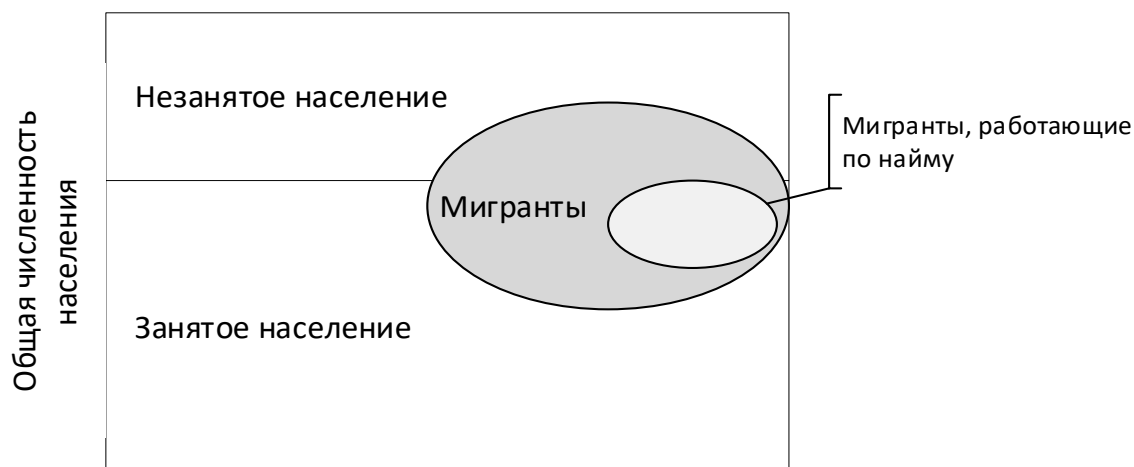 Общая численность
населения
Незанятое население
Мигранты
Занятое население
Мигранты, работающие
по найму